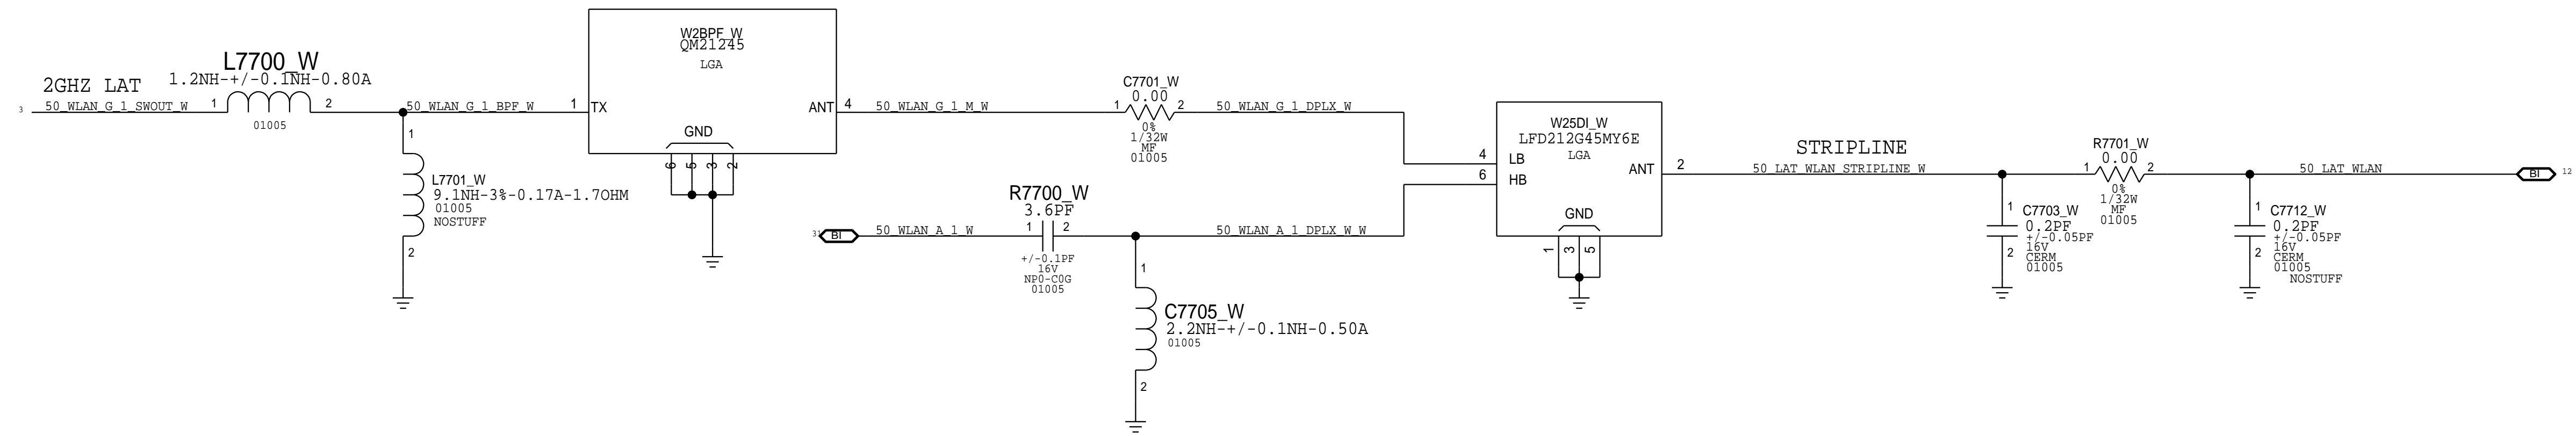 2GHZ LAT
3
50_WLAN_G_1_SWOUT_W
L7700_W
1.2NH-+/-0.1NH-0.80A
1
2
01005
50_WLAN_G_1_BPF_W
1
L7701_W
9.1NH-3%-0.17A-1.7OHM
01005
NOSTUFF
2
1
TX
W2BPF_W
QM21245
LGA
ANT
4
GND
6
5
3
2
50_WLAN_G_1_M_W
C7701_W
0.00
1
2
0%
1/32W
MF
01005
50_WLAN_G_1_DPLX_W
BI
50_WLAN_A_1_W
R7700_W
3.6PF
1
2
+/-0.1PF
16V
NP0-C0G
01005
50_WLAN_A_1_DPLX_W_W
1
C7705_W
2.2NH-+/-0.1NH-0.50A
01005
2
4
6
W25DI_W
LFD212G45MY6E
LGA
LB
HB
ANT
2
GND
1
3
5
STRIPLINE
50_LAT_WLAN_STRIPLINE_W
1
C7703_W
0.2PF
+/-0.05PF
16V
CERM
01005
2
R7701_W
0.00
1
2
0%
1/32W
MF
01005
50_LAT_WLAN
1
C7712_W
0.2PF
+/-0.05PF
16V
CERM
01005
NOSTUFF
2
BI
12